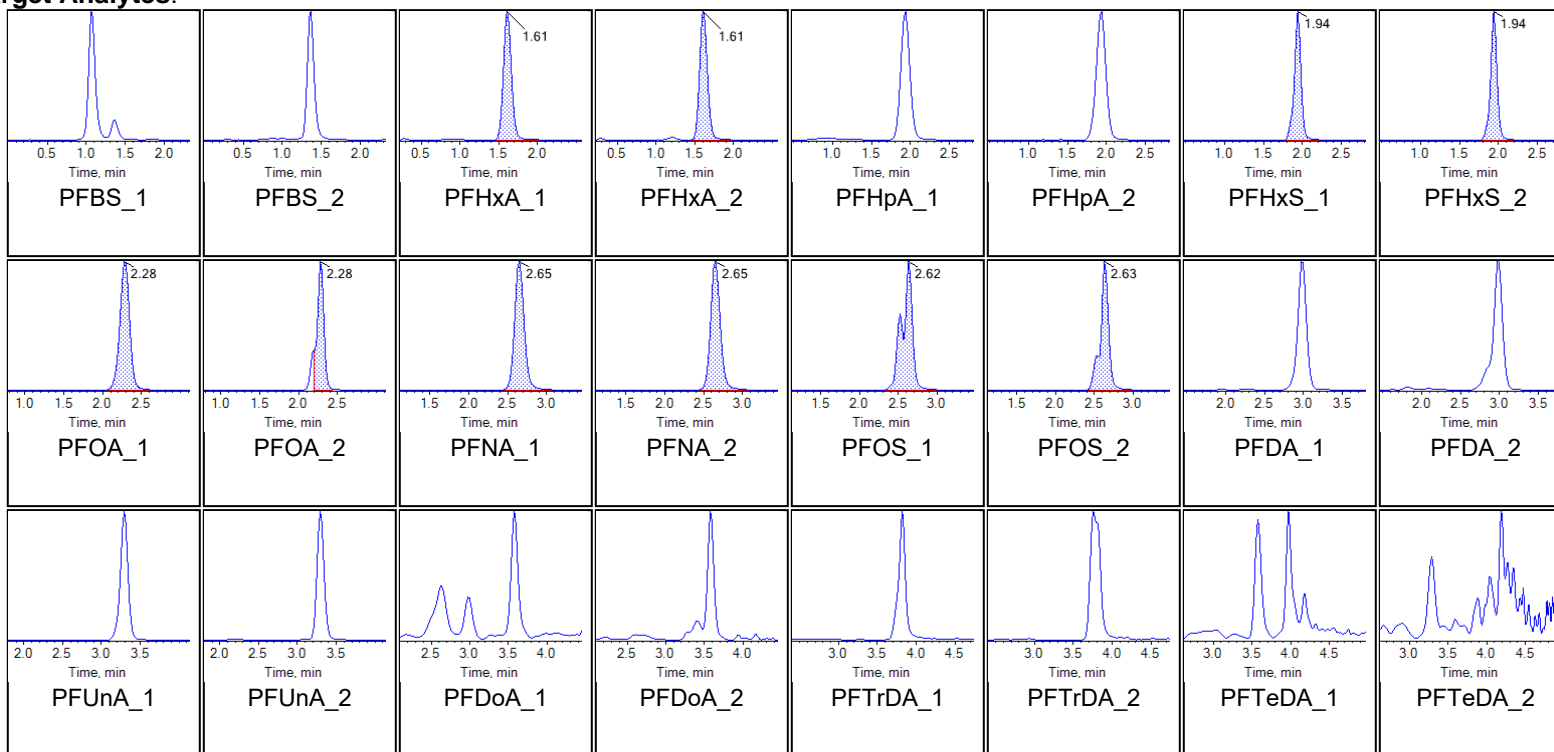 rget Analytes:
1.61 1.61 1.94 1.94
0.5 1.0 1.5 2.0 0.5 1.0 1.5 2.0 0.5 1.0 1.5 2.0 0.5 1.0 1.5 2.0 1.0 1.5 2.0 2.5 1.0 1.5 2.0 2.5 1.0 1.5 2.0 2.5 1.0 1.5 2.0 2.5
Time, min Time, min Time, min Time, min Time, min Time, min Time, min Time, min
PFBS_1 PFBS_2 PFHxA_1 PFHxA_2 PFHpA_1 PFHpA_2 PFHxS_1 PFHxS_2
2.28 2.28 2.65 2.65 2.62 2.63
1.0 1.5 2.0 2.5 1.0 1.5 2.0 2.5 1.5 2.0 2.5 3.0 1.5 2.0 2.5 3.0 1.5 2.0 2.5 3.0 1.5 2.0 2.5 3.0 2.0 2.5 3.0 3.5 2.0 2.5 3.0 3.5
Time, min Time, min Time, min Time, min Time, min Time, min Time, min Time, min
PFOA_1 PFOA_2 PFNA_1 PFNA_2 PFOS_1 PFOS_2 PFDA_1 PFDA_2
2.0 2.5 3.0 3.5 2.0 2.5 3.0 3.5 2.5 3.0 3.5 4.0 2.5 3.0 3.5 4.0 3.0 3.5 4.0 4.5 3.0 3.5 4.0 4.5 3.0 3.5 4.0 4.5 3.0 3.5 4.0 4.5
Time, min Time, min Time, min Time, min Time, min Time, min Time, min Time, min
PFUnA_1 PFUnA_2 PFDoA_1 PFDoA_2 PFTrDA_1 PFTrDA_2 PFTeDA_1 PFTeDA_2